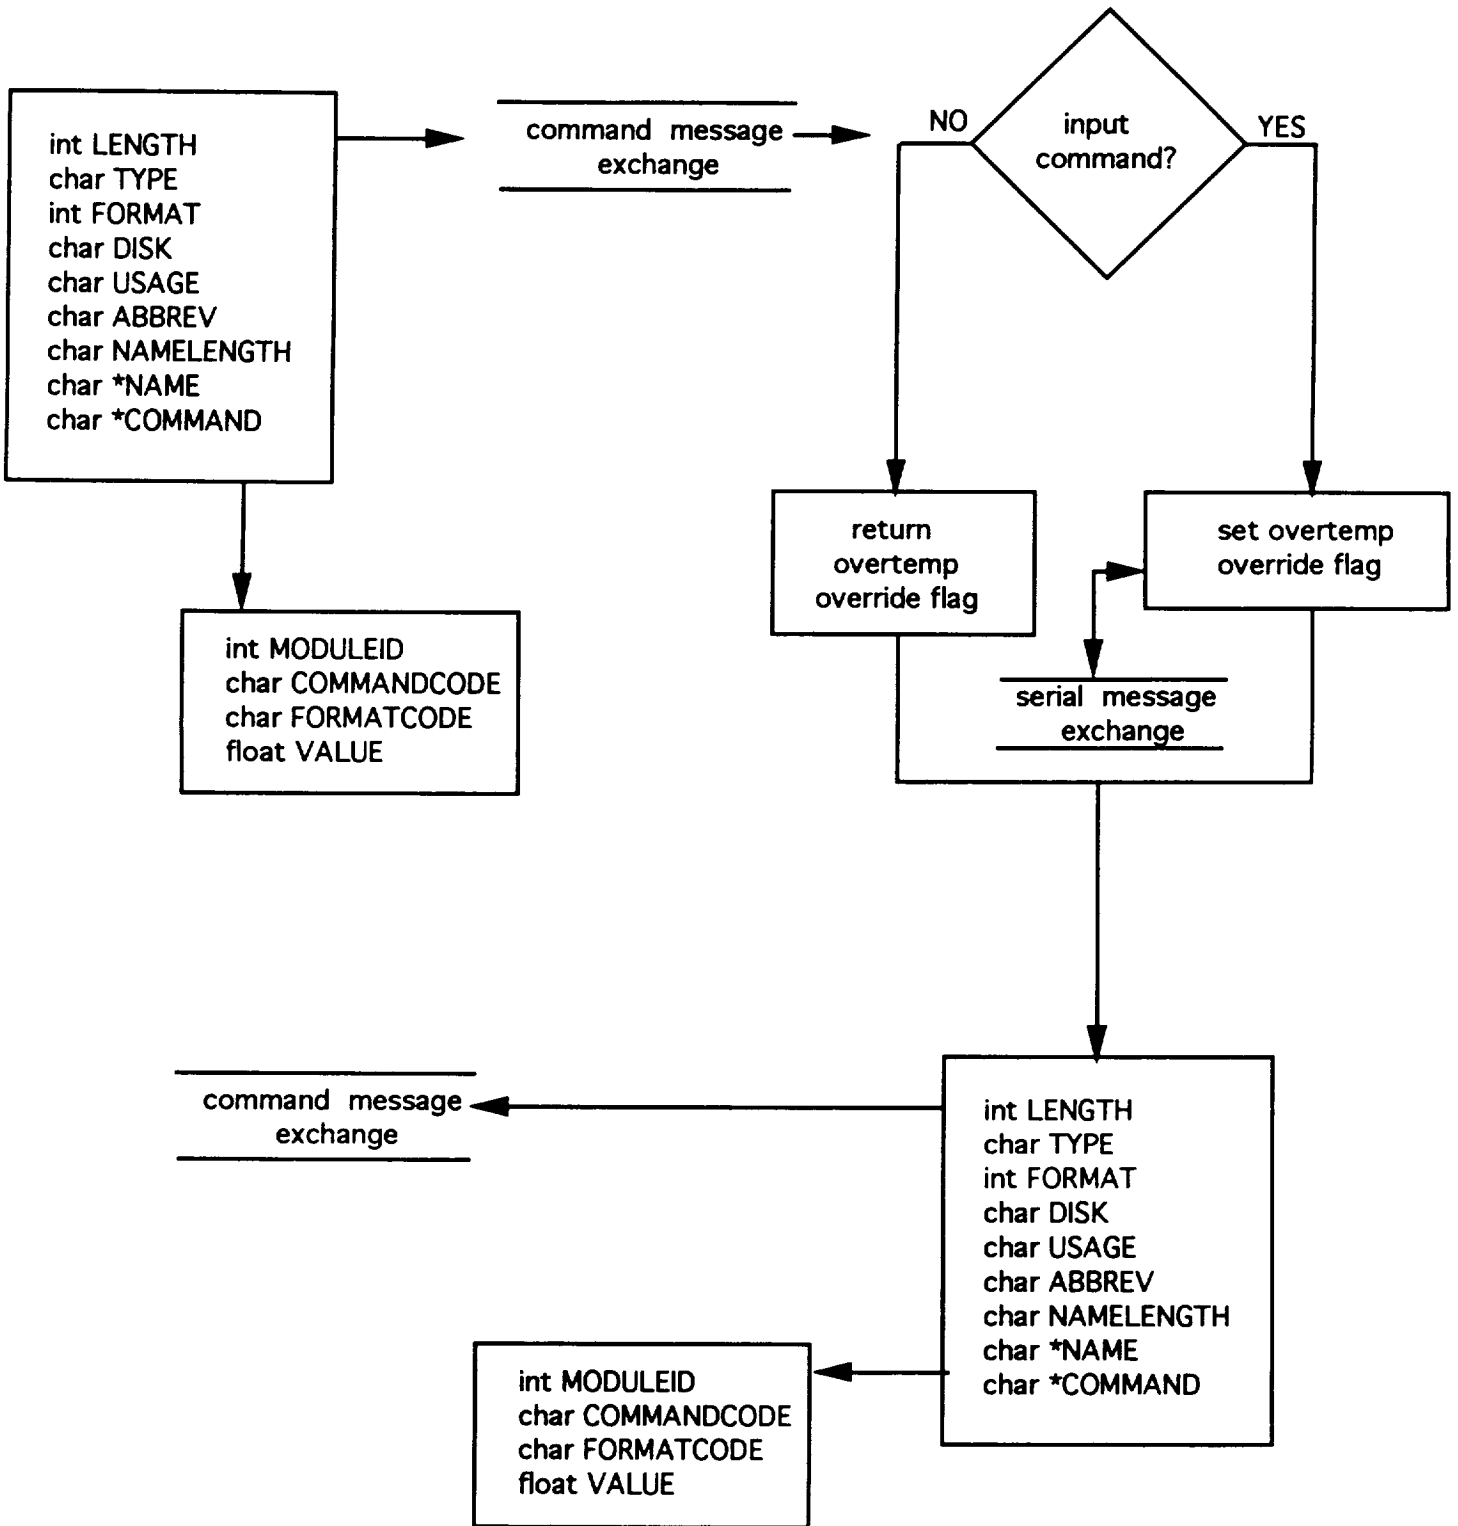 int LENGTH
char TYPE
int FORMAT
char DISK
char USAGE
char ABBREV
char NAMELENGTH
char *NAME
char *COMMAND
command message
exchange
NO
input
command?
YES
int MODULEID
char COMMANDCODE
char FORMATCODE
float VALUE
return
overtemp
override flag
set overtemp
override flag
serial message
exchange
command message
exchange
int LENGTH
char TYPE
int FORMAT
char DISK
char USAGE
char ABBREV
char NAMELENGTH
char *NAME
char *COMMAND
int MODULEID
char COMMANDCODE
char FORMATCODE
float VALUE